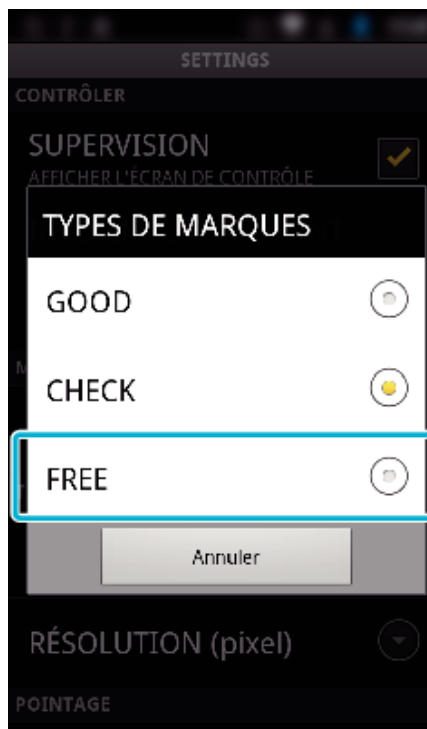 SETTINGS
CONTRÔLER
SUPERVISION
AFFICHER L'ÉCRAN DE CONTRÔLE
TYPES DE MARQUES
GOOD
CHECK
FREE
Annuler
RÉSOLUTION (pixel)
POINTAGE